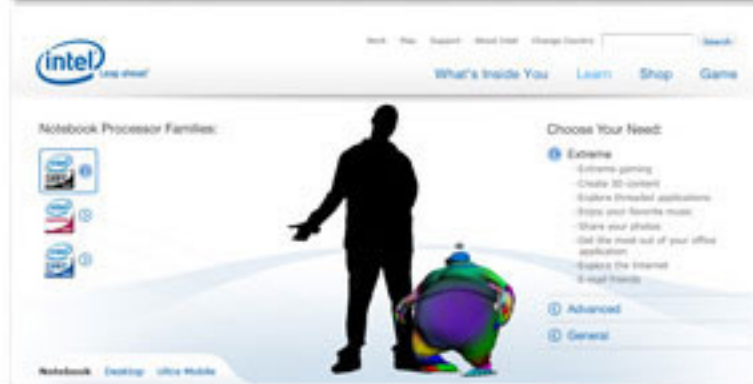 Work Play Support About Intel Change Country Search
intel
Leap ahead
What's Inside You Learn Shop Game
Notebook Processor Families:
Choose Your Need:
Extreme
- Extreme gaming
- Create 3D content
- Explore threaded applications
- Enjoy your favorite music
- Share your photos
- Get the most out of your office
application
- Explore the Internet
- E-mail friends
Advanced
General
Notebook Desktop Ultra Mobile